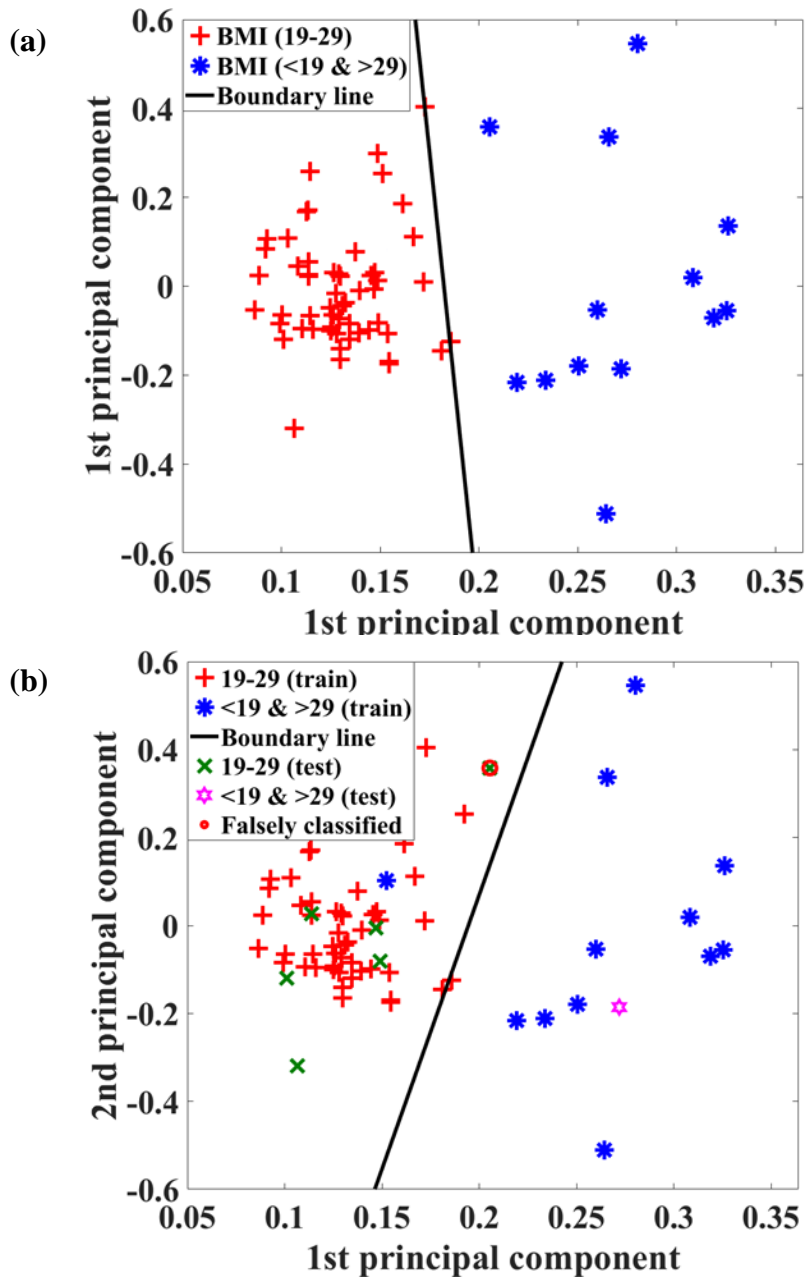 (a)
BMI (19-29)
BMI (<19 & >29)
Boundary line
1st principal component
0.6
0.4
0.2
0
-0.2
-0.4
-0.6
0.05 0.1 0.15 0.2 0.25 0.3 0.35
1st principal component
(b)
19-29 (train)
<19 & >29 (train)
Boundary line
19-29 (test)
<19 & >29 (test)
Falsely classified
2nd principal component
0.6
0.4
0.2
0
-0.2
-0.4
-0.6
0.05 0.1 0.15 0.2 0.25 0.3 0.35
1st principal component